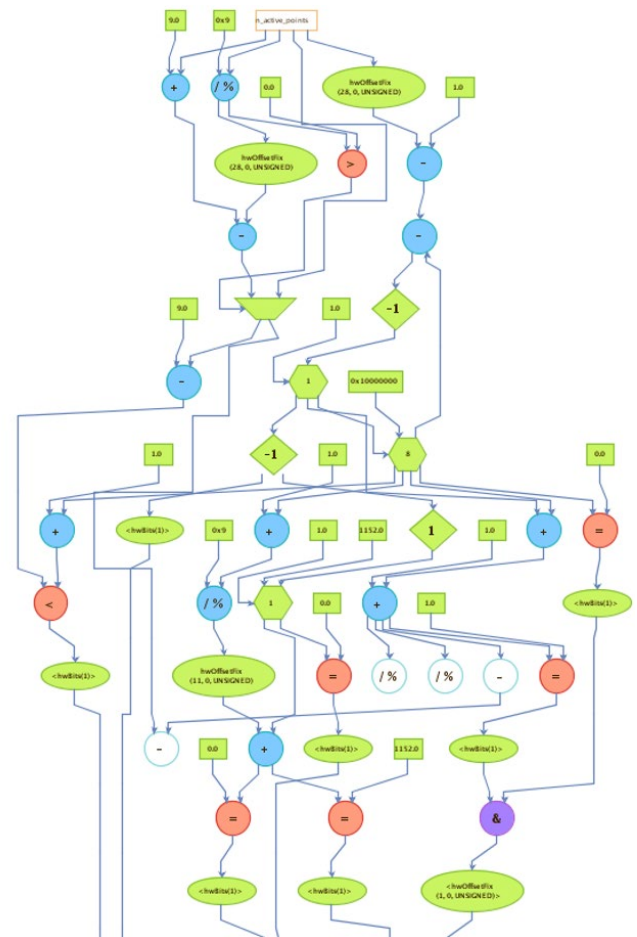 9.0
0x9
n_active_points
+
/ %
0.0
hwOffsetFix
(28, 0, UNSIGNED)
1.0
hwOffsetFix
(28, 0, UNSIGNED)
>
-
-
-
9.0
1.0
-1
-
1
0x10000000
1.0
-1
1.0
8
0.0
+
<hwBits(1)>
0x9
+
1.0
1152.0
1
1.0
+
=
<
/ %
1
0.0
+
1.0
<hwBits(1)>
<hwBits(1)>
hwOffsetFix
(11, 0, UNSIGNED)
=
/ %
/ %
-
=
-
0.0
+
<hwBits(1)>
1152.0
<hwBits(1)>
=
=
&
<hwBits(1)>
<hwBits(1)>
<hwOffsetFix
(1, 0, UNSIGNED)>